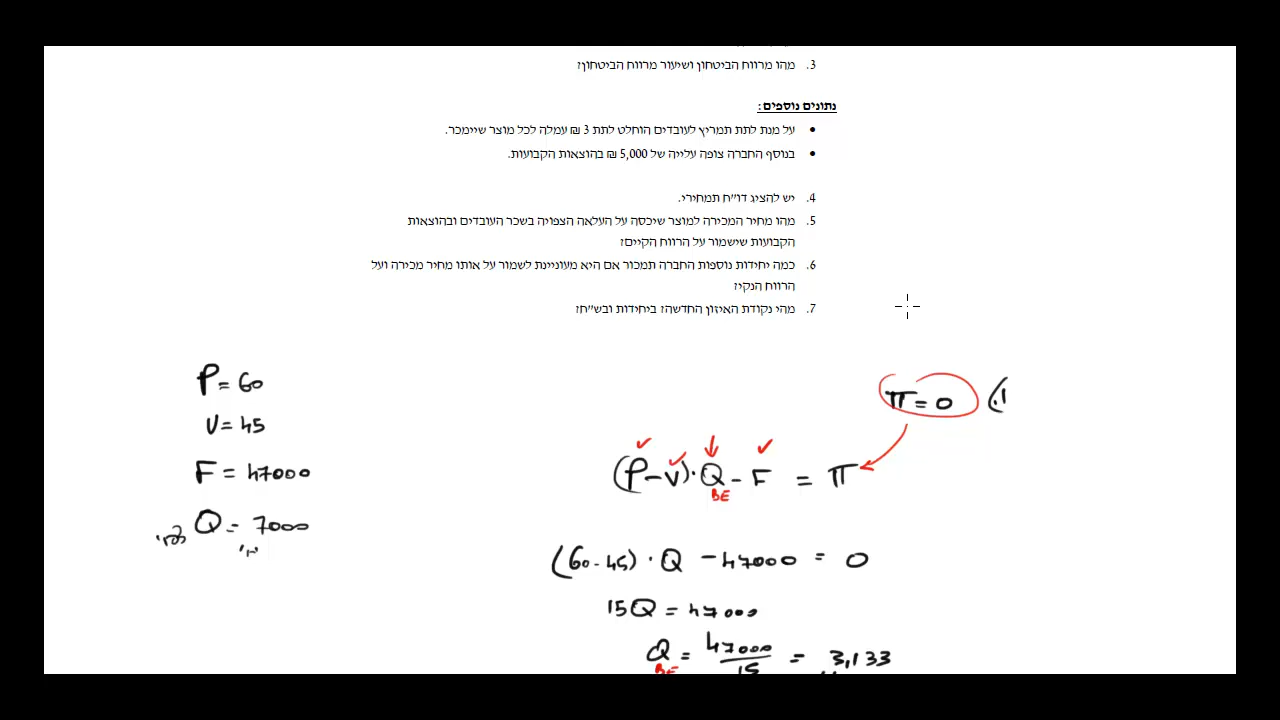 3. מהו מרווח הביטחון ושיעור מרווח הביטחון?
נתונים נוספים:
• על מנת לתת תמריץ לעובדים הוחלט לתת 3 ₪ עמלה לכל מוצר שיימכר.
• בנוסף החברה צופה עלייה של 5,000 ₪ בהוצאות הקבועות.
4. יש להציג דו״ח תמחירי.
5. מהו מחיר המכירה למוצר שיכסה על העלאה הצפויה בשכר העובדים ובהוצאות
הקבועות שישמור על הרווח הקיים?
6. כמה יחידות נוספות החברה תמכור אם היא מעוניינת לשמור על אותו מחיר מכירה ועל
הרווח הנקי?
7. מהי נקודת האיזון החדשה? ביחידות ובש״ח?
P = 60
V = 45
F = 47000
Q = 7000
יח'
(1.
π = 0
(P - V) · Q - F = π
BE
(60 - 45) · Q - 47000 = 0
15Q = 47000
Q = 47000/15 = 3,133
BE